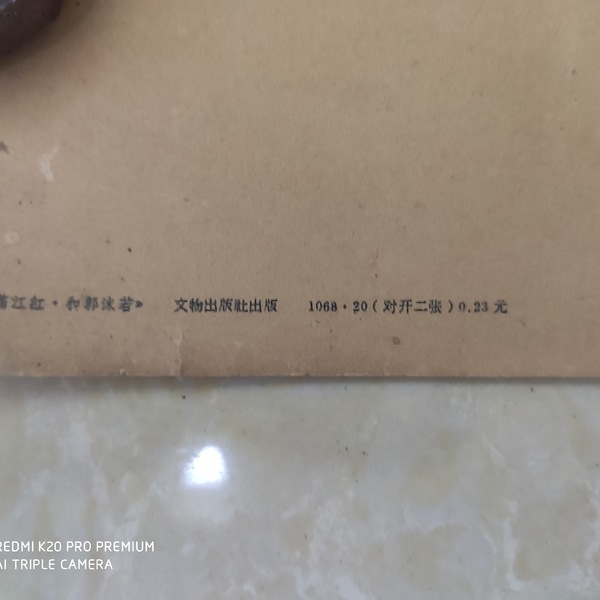 满江红·和郭沫若》 文物出版社出版 1068·20(对开二张)0.23元
REDMI K20 PRO PREMIUM
AI TRIPLE CAMERA